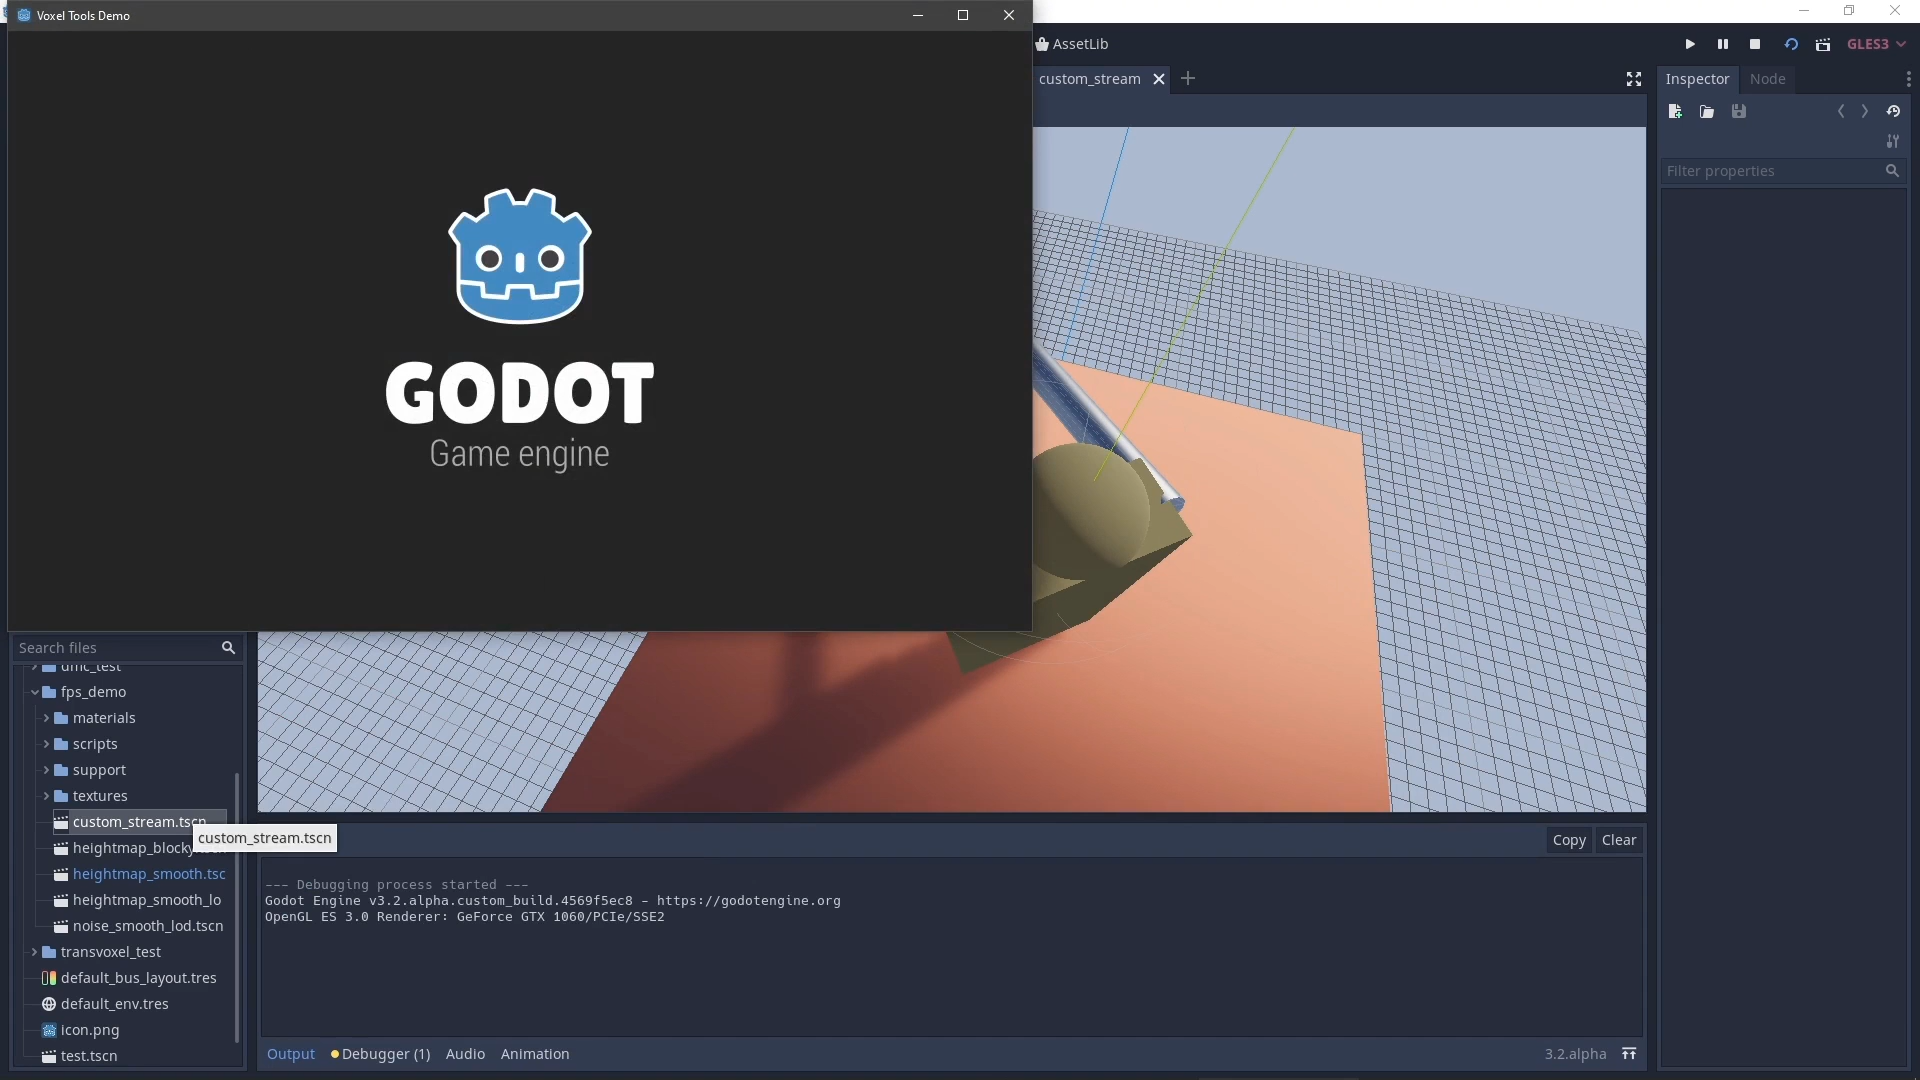 Voxel Tools Demo
AssetLib
GLES3
custom_stream
Inspector
Node
Filter properties
GODOT
Game engine
Search files
dmc_test
fps_demo
materials
scripts
support
textures
custom_stream.tscn
custom_stream.tscn
heightmap_blocky
heightmap_smooth.tsc
heightmap_smooth_lo
noise_smooth_lod.tscn
transvoxel_test
default_bus_layout.tres
default_env.tres
icon.png
test.tscn
Copy
Clear
--- Debugging process started ---
Godot Engine v3.2.alpha.custom_build.4569f5ec8 - https://godotengine.org
OpenGL ES 3.0 Renderer: GeForce GTX 1060/PCIe/SSE2
Output
Debugger (1)
Audio
Animation
3.2.alpha